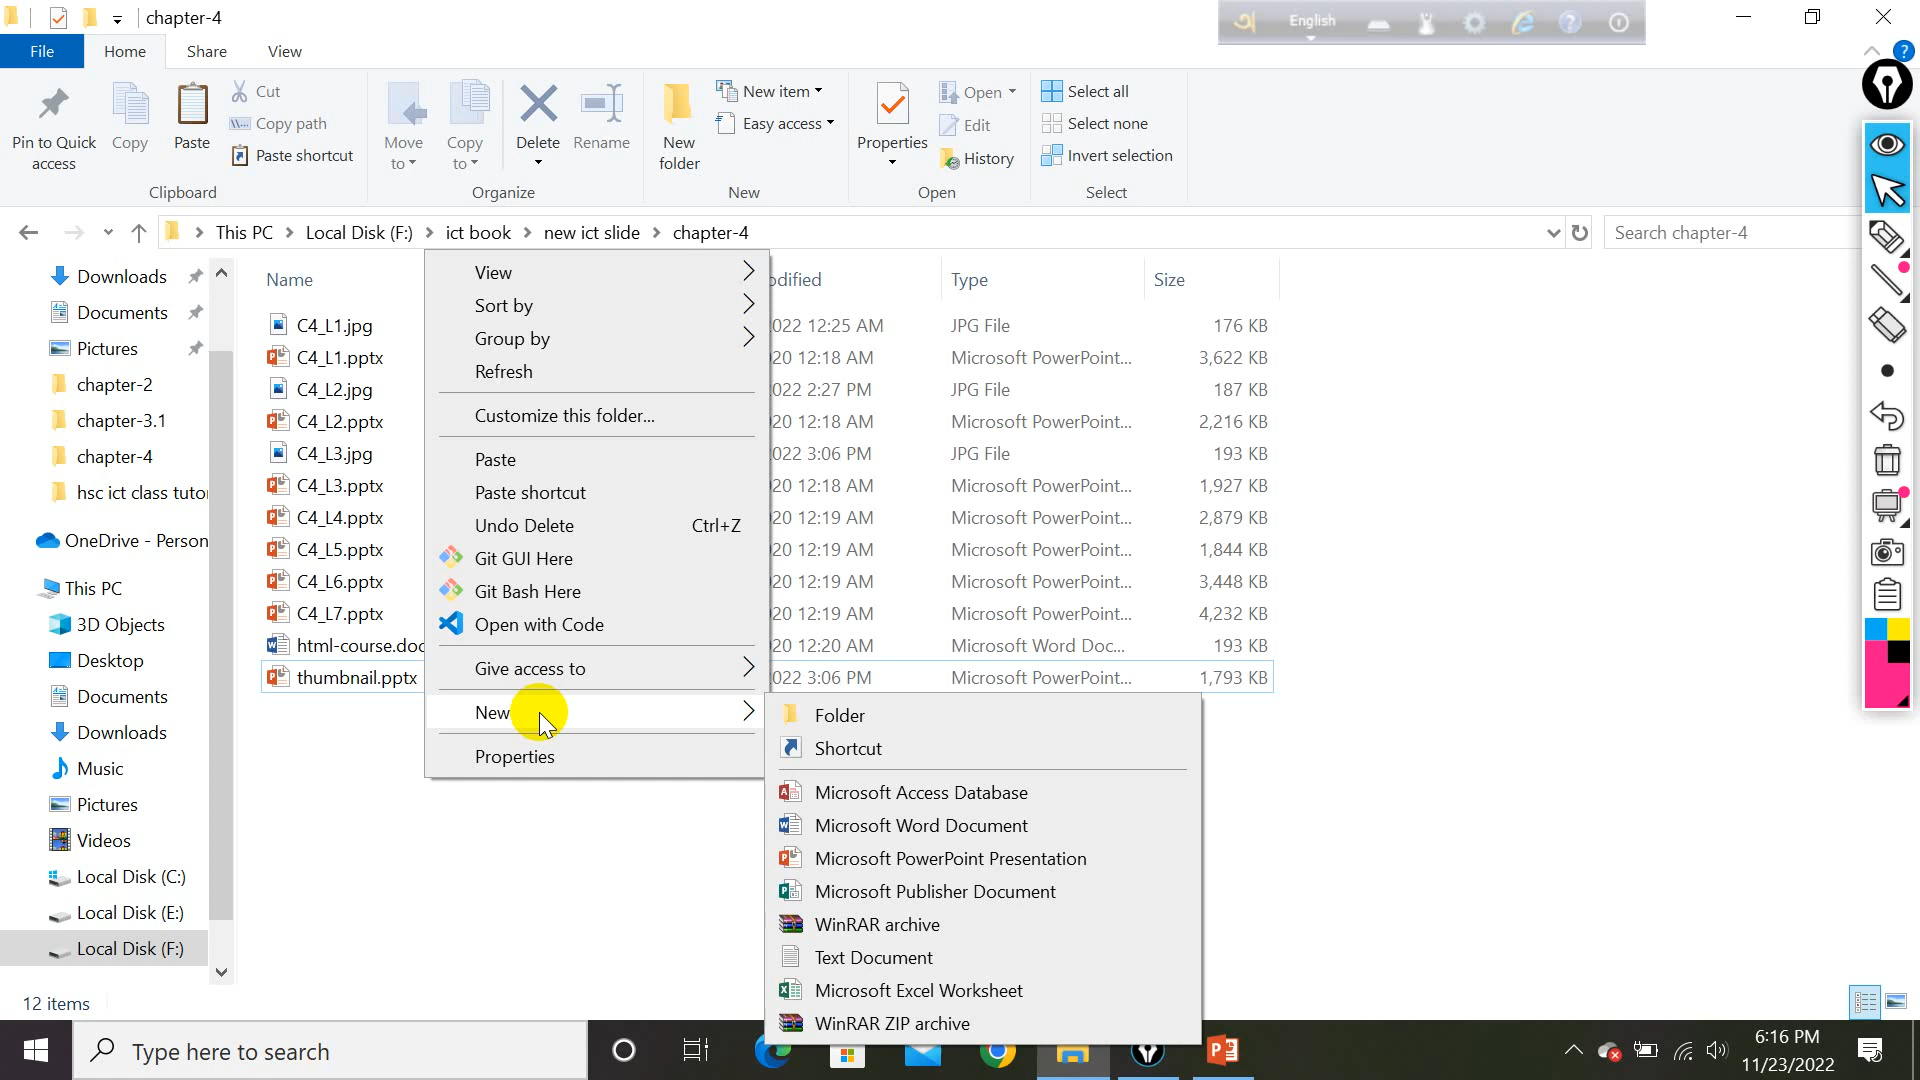 chapter-4
English
File
Home
Share
View
Pin to Quick access
Copy
Paste
Cut
Copy path
Paste shortcut
Clipboard
Move to
Copy to
Delete
Rename
Organize
New folder
New item
Easy access
New
Properties
Open
Edit
History
Open
Select all
Select none
Invert selection
Select
This PC
Local Disk (F:)
ict book
new ict slide
chapter-4
Search chapter-4
Downloads
Documents
Pictures
chapter-2
chapter-3.1
chapter-4
hsc ict class tutor
OneDrive - Person
This PC
3D Objects
Desktop
Documents
Downloads
Music
Pictures
Videos
Local Disk (C:)
Local Disk (E:)
Local Disk (F:)
Name
odified
Type
Size
C4_L1.jpg 022 12:25 AM JPG File 176 KB
C4_L1.pptx 20 12:18 AM Microsoft PowerPoint... 3,622 KB
C4_L2.jpg 022 2:27 PM JPG File 187 KB
C4_L2.pptx 20 12:18 AM Microsoft PowerPoint... 2,216 KB
C4_L3.jpg 022 3:06 PM JPG File 193 KB
C4_L3.pptx 20 12:18 AM Microsoft PowerPoint... 1,927 KB
C4_L4.pptx 20 12:19 AM Microsoft PowerPoint... 2,879 KB
C4_L5.pptx 20 12:19 AM Microsoft PowerPoint... 1,844 KB
C4_L6.pptx 20 12:19 AM Microsoft PowerPoint... 3,448 KB
C4_L7.pptx 20 12:19 AM Microsoft PowerPoint... 4,232 KB
html-course.doc 20 12:20 AM Microsoft Word Doc... 193 KB
thumbnail.pptx 022 3:06 PM Microsoft PowerPoint... 1,793 KB
View
Sort by
Group by
Refresh
Customize this folder...
Paste
Paste shortcut
Undo Delete Ctrl+Z
Git GUI Here
Git Bash Here
Open with Code
Give access to
New
Properties
Folder
Shortcut
Microsoft Access Database
Microsoft Word Document
Microsoft PowerPoint Presentation
Microsoft Publisher Document
WinRAR archive
Text Document
Microsoft Excel Worksheet
WinRAR ZIP archive
12 items
Type here to search
6:16 PM
11/23/2022